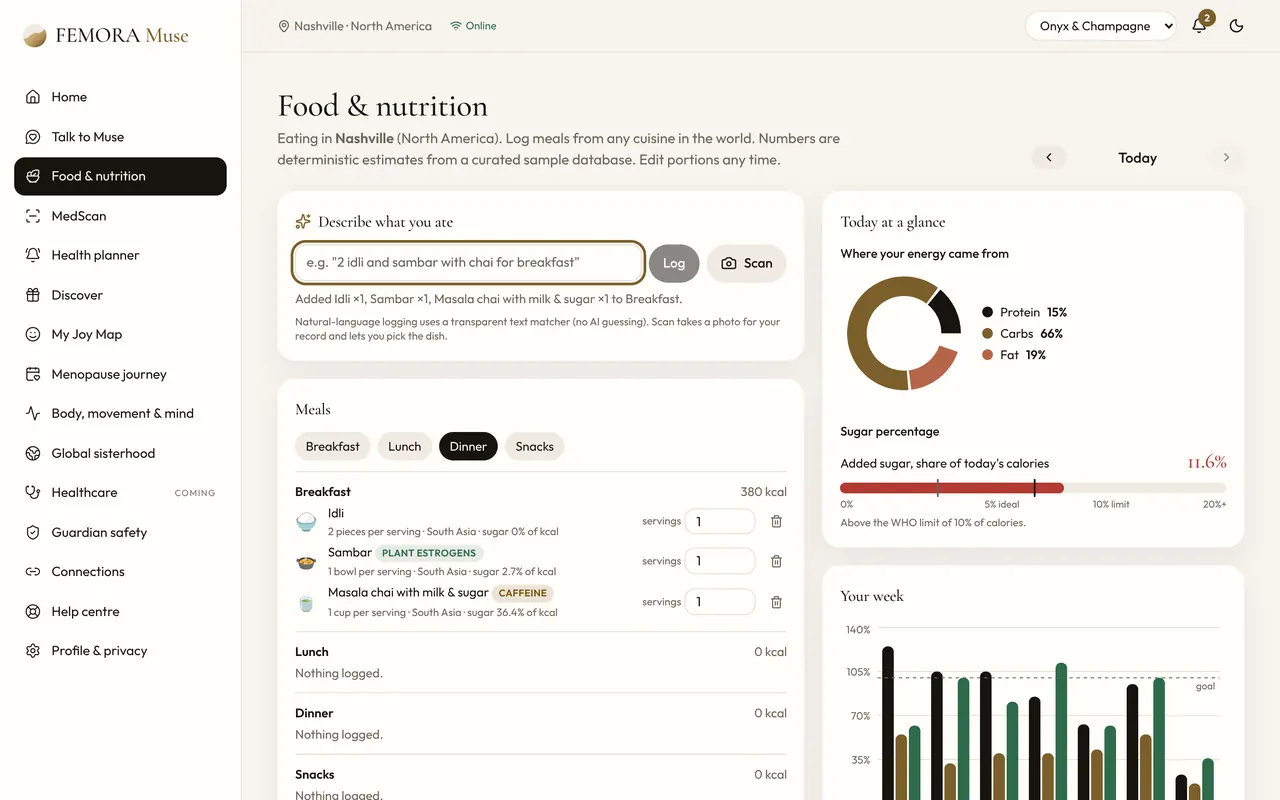 FEMORA Muse
Home
Talk to Muse
Food & nutrition
MedScan
Health planner
Discover
My Joy Map
Menopause journey
Body, movement & mind
Global sisterhood
Healthcare COMING
Guardian safety
Connections
Help centre
Profile & privacy
Nashville · North America Online
Onyx & Champagne 2
Food & nutrition
Eating in Nashville (North America). Log meals from any cuisine in the world. Numbers are
deterministic estimates from a curated sample database. Edit portions any time.
Today
Describe what you ate
e.g. "2 idli and sambar with chai for breakfast" Log Scan
Added Idli ×1, Sambar ×1, Masala chai with milk & sugar ×1 to Breakfast.
Natural-language logging uses a transparent text matcher (no AI guessing). Scan takes a photo for your
record and lets you pick the dish.
Meals
Breakfast Lunch Dinner Snacks
Breakfast 380 kcal
Idli
2 pieces per serving · South Asia · sugar 0% of kcal
servings 1
Sambar PLANT ESTROGENS
1 bowl per serving · South Asia · sugar 2.7% of kcal
servings 1
Masala chai with milk & sugar CAFFEINE
1 cup per serving · South Asia · sugar 36.4% of kcal
servings 1
Lunch 0 kcal
Nothing logged.
Dinner 0 kcal
Nothing logged.
Snacks 0 kcal
Nothing logged.
Today at a glance
Where your energy came from
Protein 15%
Carbs 66%
Fat 19%
Sugar percentage
Added sugar, share of today's calories 11.6%
0% 5% ideal 10% limit 20%+
Above the WHO limit of 10% of calories.
Your week
140%
105%
goal
70%
35%